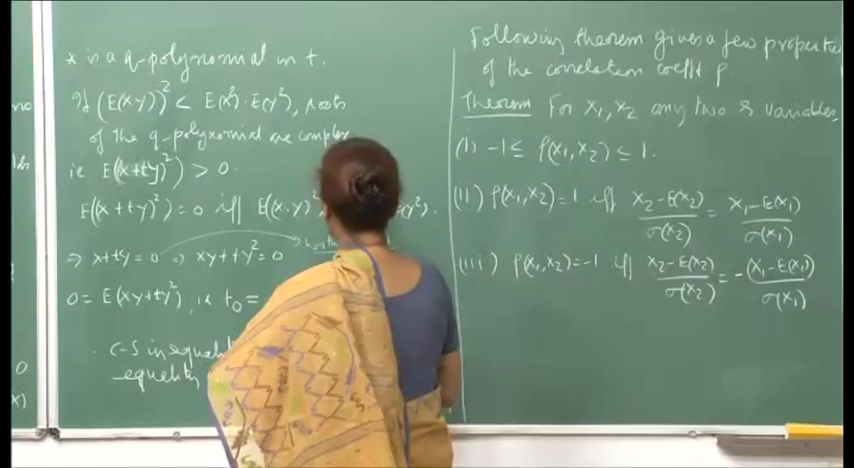 x is a q-polynomial in t.
If (E(XY))² < E(X²)·E(Y²), roots
of the q-polynomial are complex
ie E((X+tY)²) > 0.
E((X+tY)²) = 0 iff E(X·Y)
⇒ X+tY=0 ⇒ XY+tY²=0
0 = E(XY+tY²), ie t₀ =
C-S inequality
– equality
Following theorem gives a few properties
of the correlation coefft ρ
Theorem For X₁, X₂ any two r variables,
(i) -1 ≤ ρ(X₁, X₂) ≤ 1.
(ii) ρ(X₁, X₂) = 1 iff (X₂-E(X₂))/σ(X₂) = (X₁-E(X₁))/σ(X₁)
(iii) ρ(X₁, X₂) = -1 iff (X₂-E(X₂))/σ(X₂) = -(X₁-E(X₁))/σ(X₁)